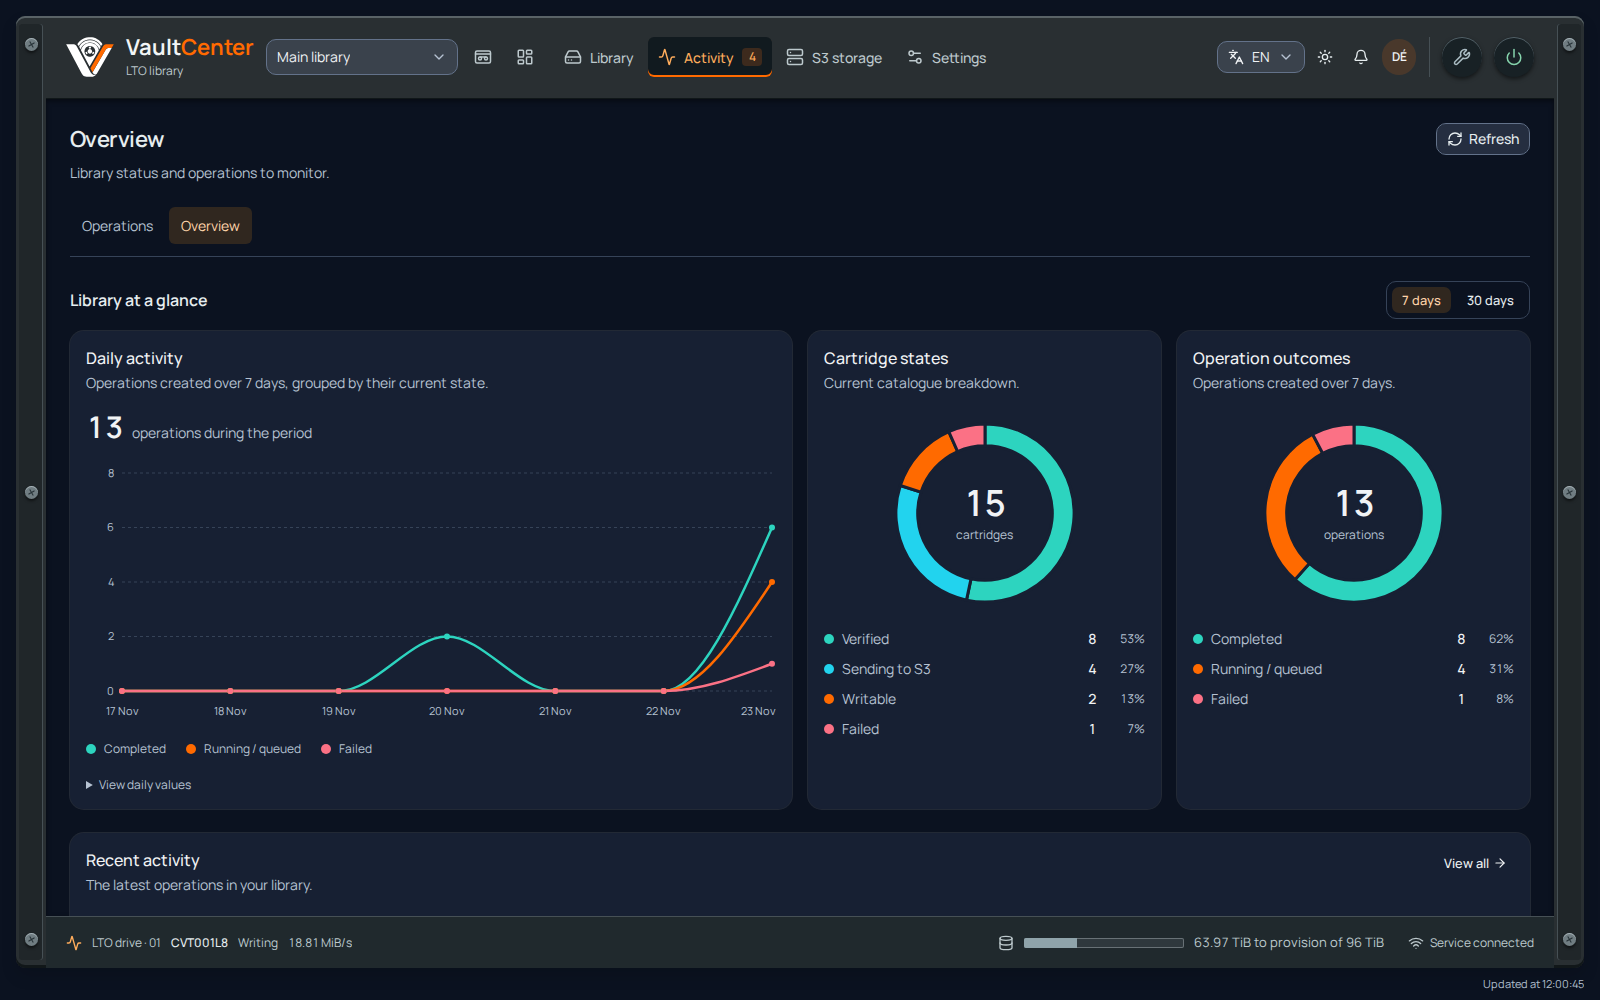 VaultCenter
LTO library
Main library
Library
Activity 4
S3 storage
Settings
EN
DÉ
Overview
Refresh
Library status and operations to monitor.
Operations
Overview
Library at a glance
7 days
30 days
Daily activity
Operations created over 7 days, grouped by their current state.
13 operations during the period
8
6
4
2
0
17 Nov
18 Nov
19 Nov
20 Nov
21 Nov
22 Nov
23 Nov
Completed
Running / queued
Failed
View daily values
Cartridge states
Current catalogue breakdown.
15
cartridges
Verified 8 53%
Sending to S3 4 27%
Writable 2 13%
Failed 1 7%
Operation outcomes
Operations created over 7 days.
13
operations
Completed 8 62%
Running / queued 4 31%
Failed 1 8%
Recent activity
The latest operations in your library.
View all
LTO drive · 01 CVT001L8 Writing 18.81 MiB/s
63.97 TiB to provision of 96 TiB
Service connected
Updated at 12:00:45